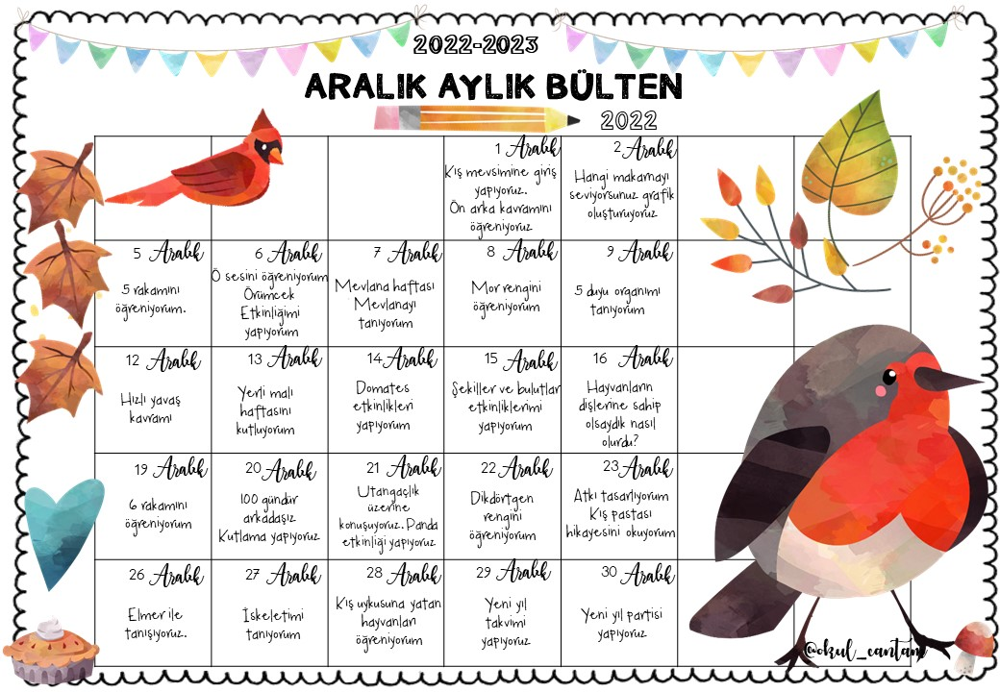 2022-2023
ARALIK AYLIK BÜLTEN
2022
1 Aralık
Kış mevsimine giriş
yapıyoruz.
Ön arka kavramını
öğreniyoruz
2 Aralık
Hangi makarnayı
seviyorsunuz grafik
oluşturuyoruz
5 Aralık
5 rakamını
öğreniyorum.
6 Aralık
Ö sesini öğreniyorum
Örümcek
Etkinliğimi
yapıyorum
7 Aralık
Mevlana haftası
Mevlanayı
tanıyorum
8 Aralık
Mor rengini
öğreniyorum
9 Aralık
5 duyu organımı
tanıyorum
12 Aralık
Hızlı yavaş
kavramı
13 Aralık
Yerli malı
haftasını
kutluyorum
14 Aralık
Domates
etkinlikleri
yapıyorum
15 Aralık
Şekiller ve bulutlar
etkinliklerimi
yapıyorum
16 Aralık
Hayvanların
dişlerine sahip
olsaydık nasıl
olurdu?
19 Aralık
6 rakamını
öğreniyorum
20 Aralık
100 gündür
arkadaşız
Kutlama yapıyoruz
21 Aralık
Utangaçlık
üzerine
konuşuyoruz. Panda
etkinliği yapıyoruz
22 Aralık
Dikdörtgen
rengini
öğreniyorum
23 Aralık
Atkı tasarlıyorum
Kış pastası
hikayesini okuyorum
26 Aralık
Elmer ile
tanışıyoruz.
27 Aralık
İskeletimi
tanıyorum
28 Aralık
Kış uykusuna yatan
hayvanları
öğreniyorum
29 Aralık
Yeni yıl
takvimi
yapıyoruz
30 Aralık
Yeni yıl partisi
yapıyoruz
@okul_cantam